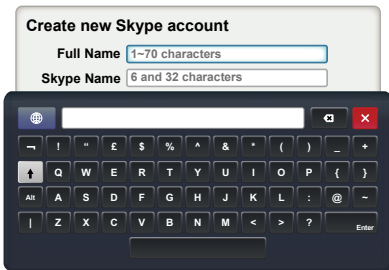 Create new Skype account
Full Name 1~70 characters
Skype Name 6 and 32 characters
¬ ! “ £ $ % ^ & * ( ) _ +
Q W E R T Y U I O P { }
Alt A S D F G H J K L : @ ~
| Z X C V B N M < > ? Enter